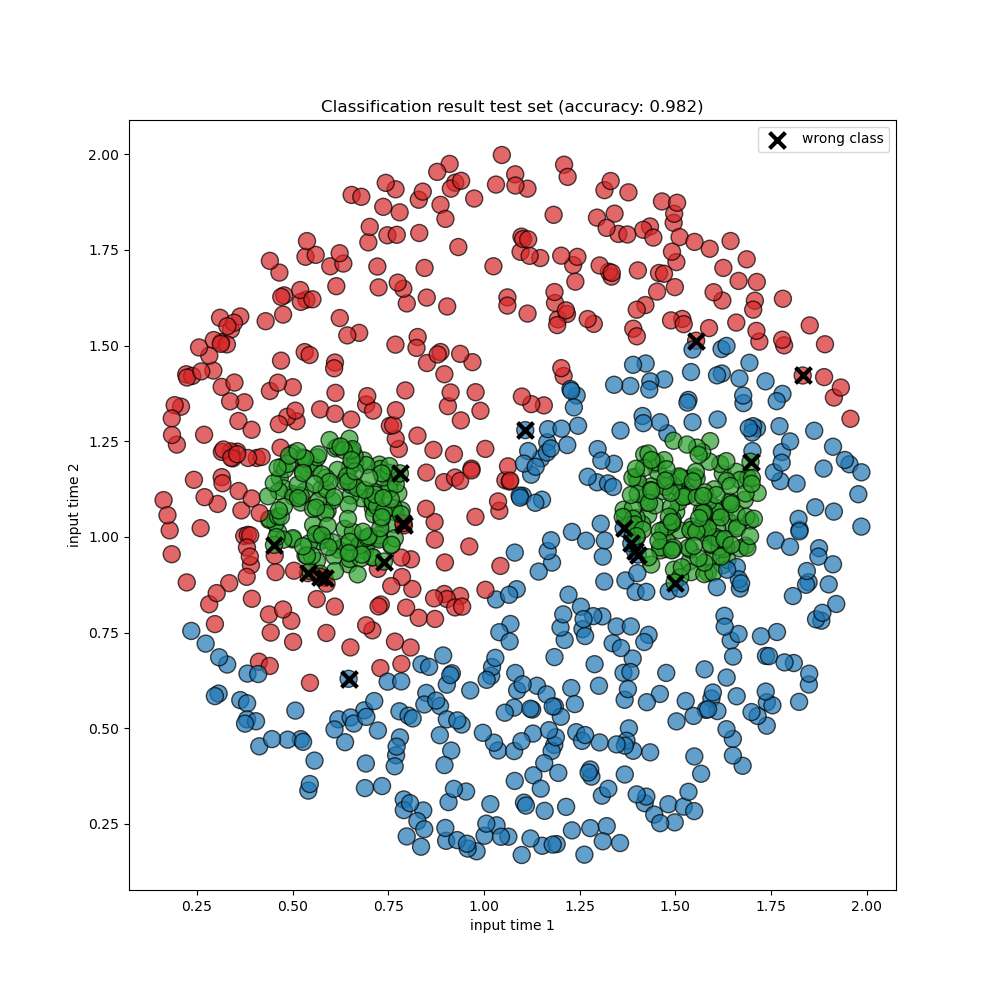 Classification result test set (accuracy: 0.982)
wrong class
2.00
1.75
1.50
1.25
1.00
0.75
0.50
0.25
input time 2
0.25 0.50 0.75 1.00 1.25 1.50 1.75 2.00
input time 1